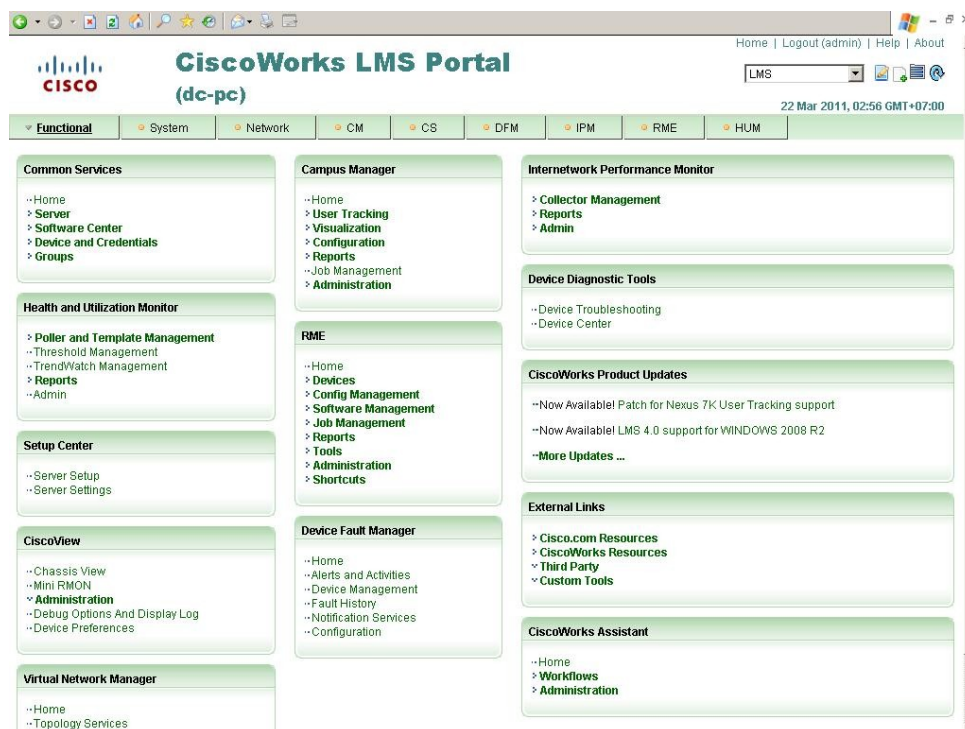 Home | Logout (admin) | Help | About
CISCO
CiscoWorks LMS Portal
(dc-pc)
LMS
22 Mar 2011, 02:56 GMT+07:00
Functional System Network CM CS DFM IPM RME HUM
Common Services
Home
Server
Software Center
Device and Credentials
Groups
Health and Utilization Monitor
Poller and Template Management
Threshold Management
TrendWatch Management
Reports
Admin
Setup Center
Server Setup
Server Settings
CiscoView
Chassis View
Mini RMON
Administration
Debug Options And Display Log
Device Preferences
Virtual Network Manager
Home
Topology Services
Campus Manager
Home
User Tracking
Visualization
Configuration
Reports
Job Management
Administration
RME
Home
Devices
Config Management
Software Management
Job Management
Reports
Tools
Administration
Shortcuts
Device Fault Manager
Home
Alerts and Activities
Device Management
Fault History
Notification Services
Configuration
Internetwork Performance Monitor
Collector Management
Reports
Admin
Device Diagnostic Tools
Device Troubleshooting
Device Center
CiscoWorks Product Updates
Now Available! Patch for Nexus 7K User Tracking support
Now Available! LMS 4.0 support for WINDOWS 2008 R2
More Updates ...
External Links
Cisco.com Resources
CiscoWorks Resources
Third Party
Custom Tools
CiscoWorks Assistant
Home
Workflows
Administration